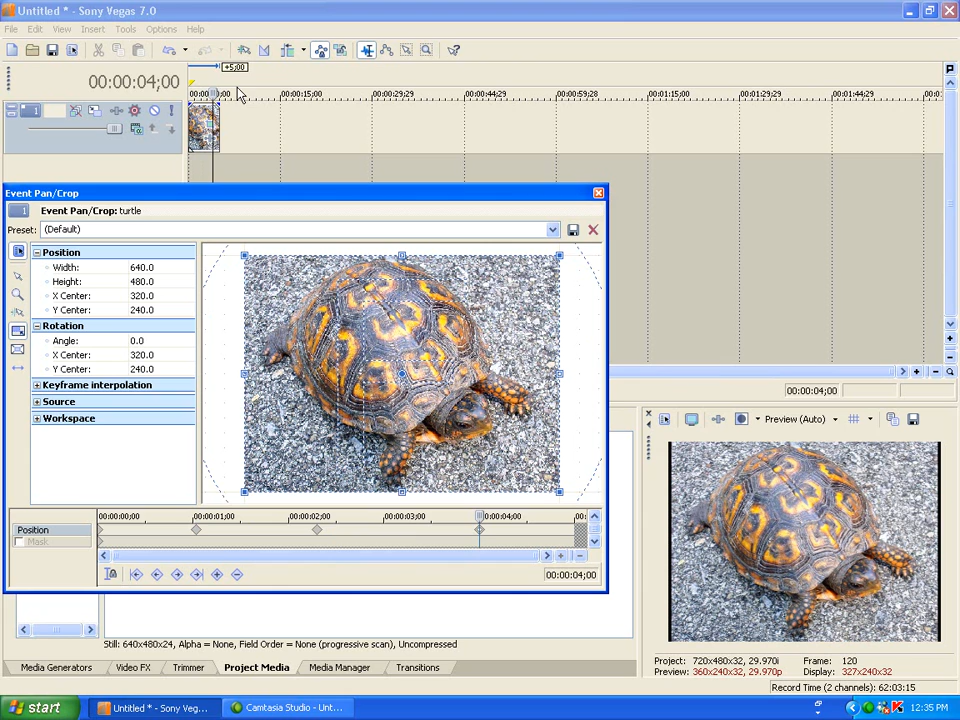 Untitled * - Sony Vegas 7.0
File Edit View Insert Tools Options Help
+5;00
00:00:04;00
00:00:15;00 00:00:29;29 00:00:44;29 00:00:59;28 00:01:15;00 00:01:29;29 00:01:44;29
1
Event Pan/Crop
1 Event Pan/Crop: turtle
Preset: (Default)
Position
Width: 640.0
Height: 480.0
X Center: 320.0
Y Center: 240.0
Rotation
Angle: 0.0
X Center: 320.0
Y Center: 240.0
Keyframe interpolation
Source
Workspace
00:00:04;00
Preview (Auto)
00:00:00;00 00:00:01;00 00:00:02;00 00:00:03;00 00:00:04;00
Position
Mask
00:00:04;00
Still: 640x480x24, Alpha = None, Field Order = None (progressive scan), Uncompressed
Media Generators Video FX Transitions Project Media Media Manager Trimmer
Project: 720x480x32, 29.970i Frame: 120
Preview: 360x240x32, 29.970p Display: 327x240x32
Record Time (2 channels): 62:03:15
start Untitled * - Sony Veg... Camtasia Studio - Unt... 12:35 PM